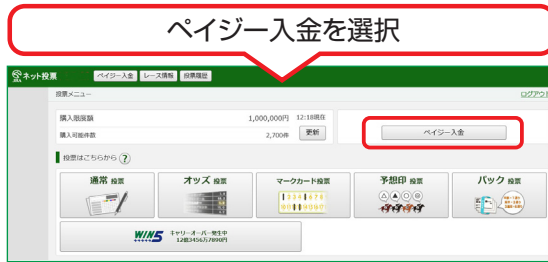 ペイジー入金を選択
ネット投票 ペイジー入金 レース情報 投票履歴
投票メニュー ログアウト
購入限度額 1,000,000円 12:18現在
購入可能件数 2,700件 更新 ペイジー入金
投票はこちらから ?
通常 投票 オッズ 投票 マークカード投票 予想印 投票 パック 投票
WIN5 キャリーオーバー発生中
12億3456万7890円